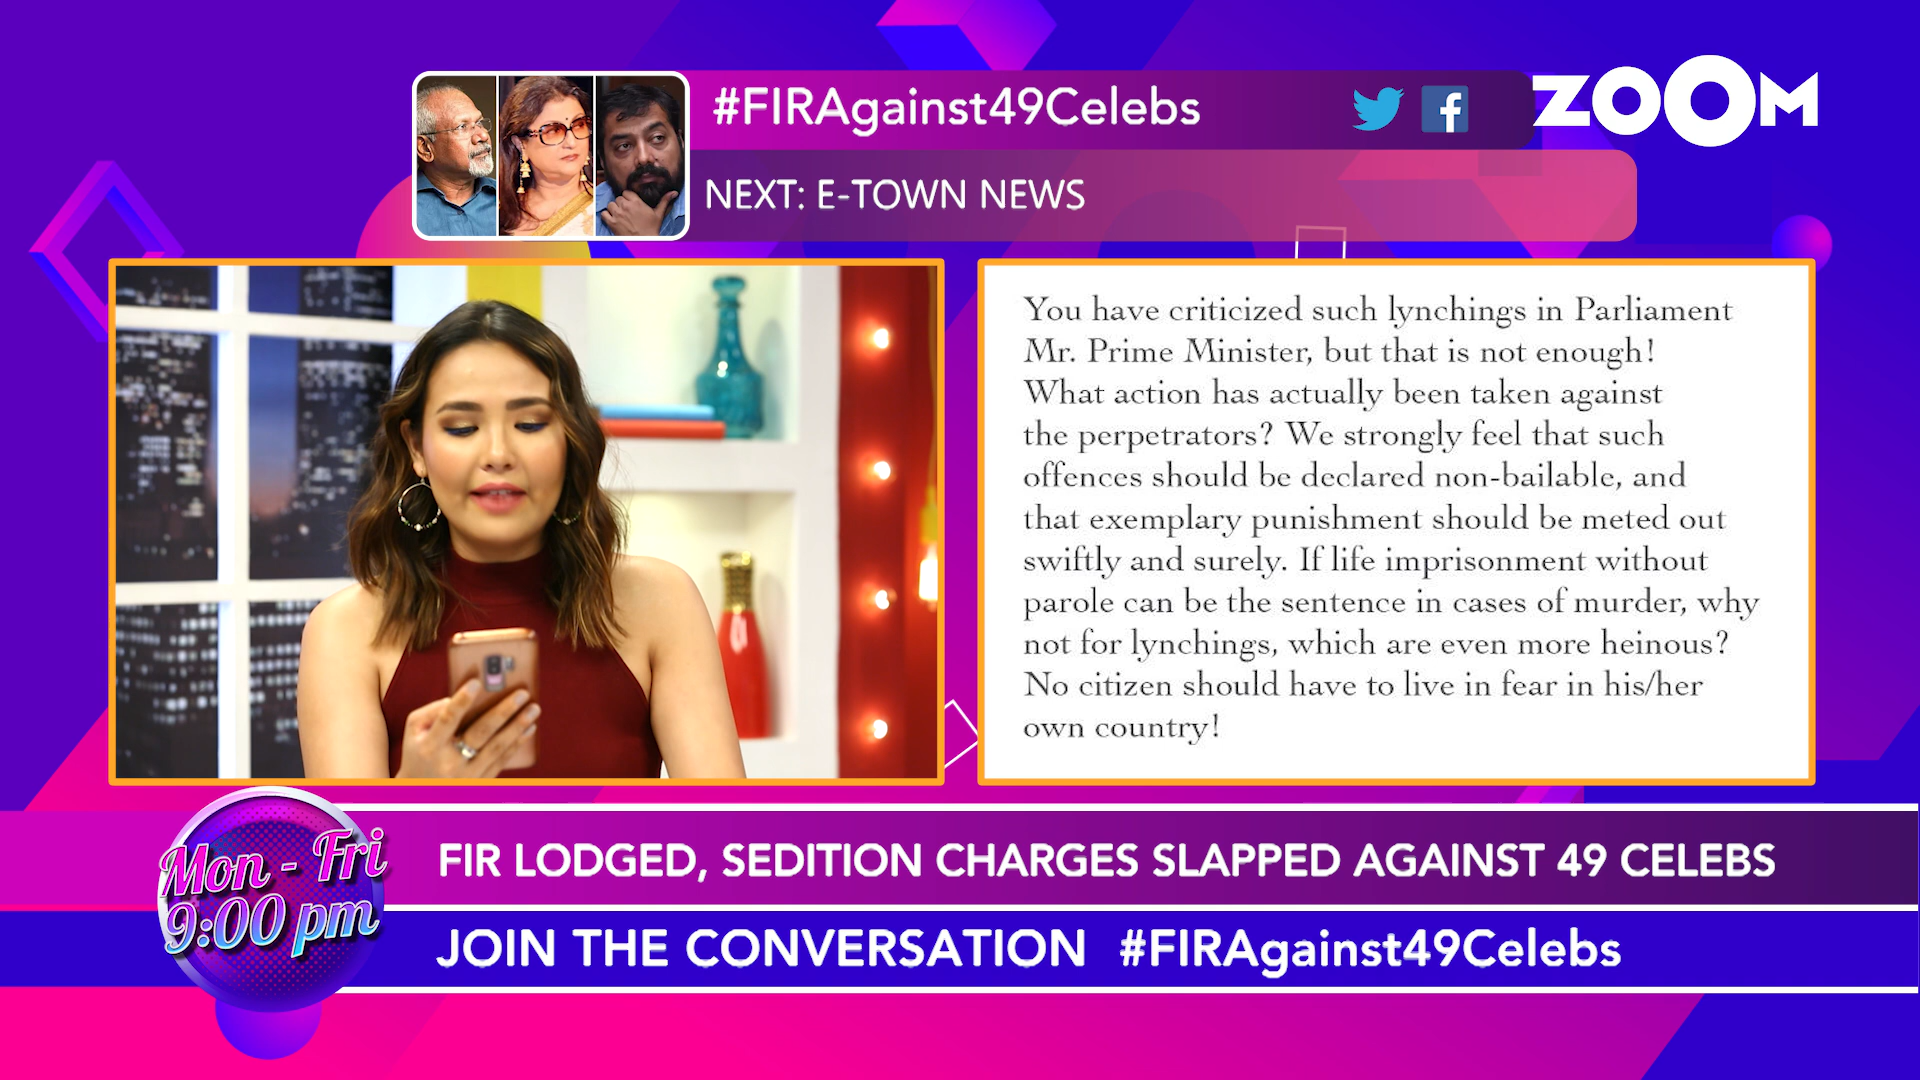 #FIRAgainst49Celebs
ZOOM
NEXT: E-TOWN NEWS
You have criticized such lynchings in Parliament
Mr. Prime Minister, but that is not enough!
What action has actually been taken against
the perpetrators? We strongly feel that such
offences should be declared non-bailable, and
that exemplary punishment should be meted out
swiftly and surely. If life imprisonment without
parole can be the sentence in cases of murder, why
not for lynchings, which are even more heinous?
No citizen should have to live in fear in his/her
own country!
Mon - Fri
9:00 pm
FIR LODGED, SEDITION CHARGES SLAPPED AGAINST 49 CELEBS
JOIN THE CONVERSATION #FIRAgainst49Celebs